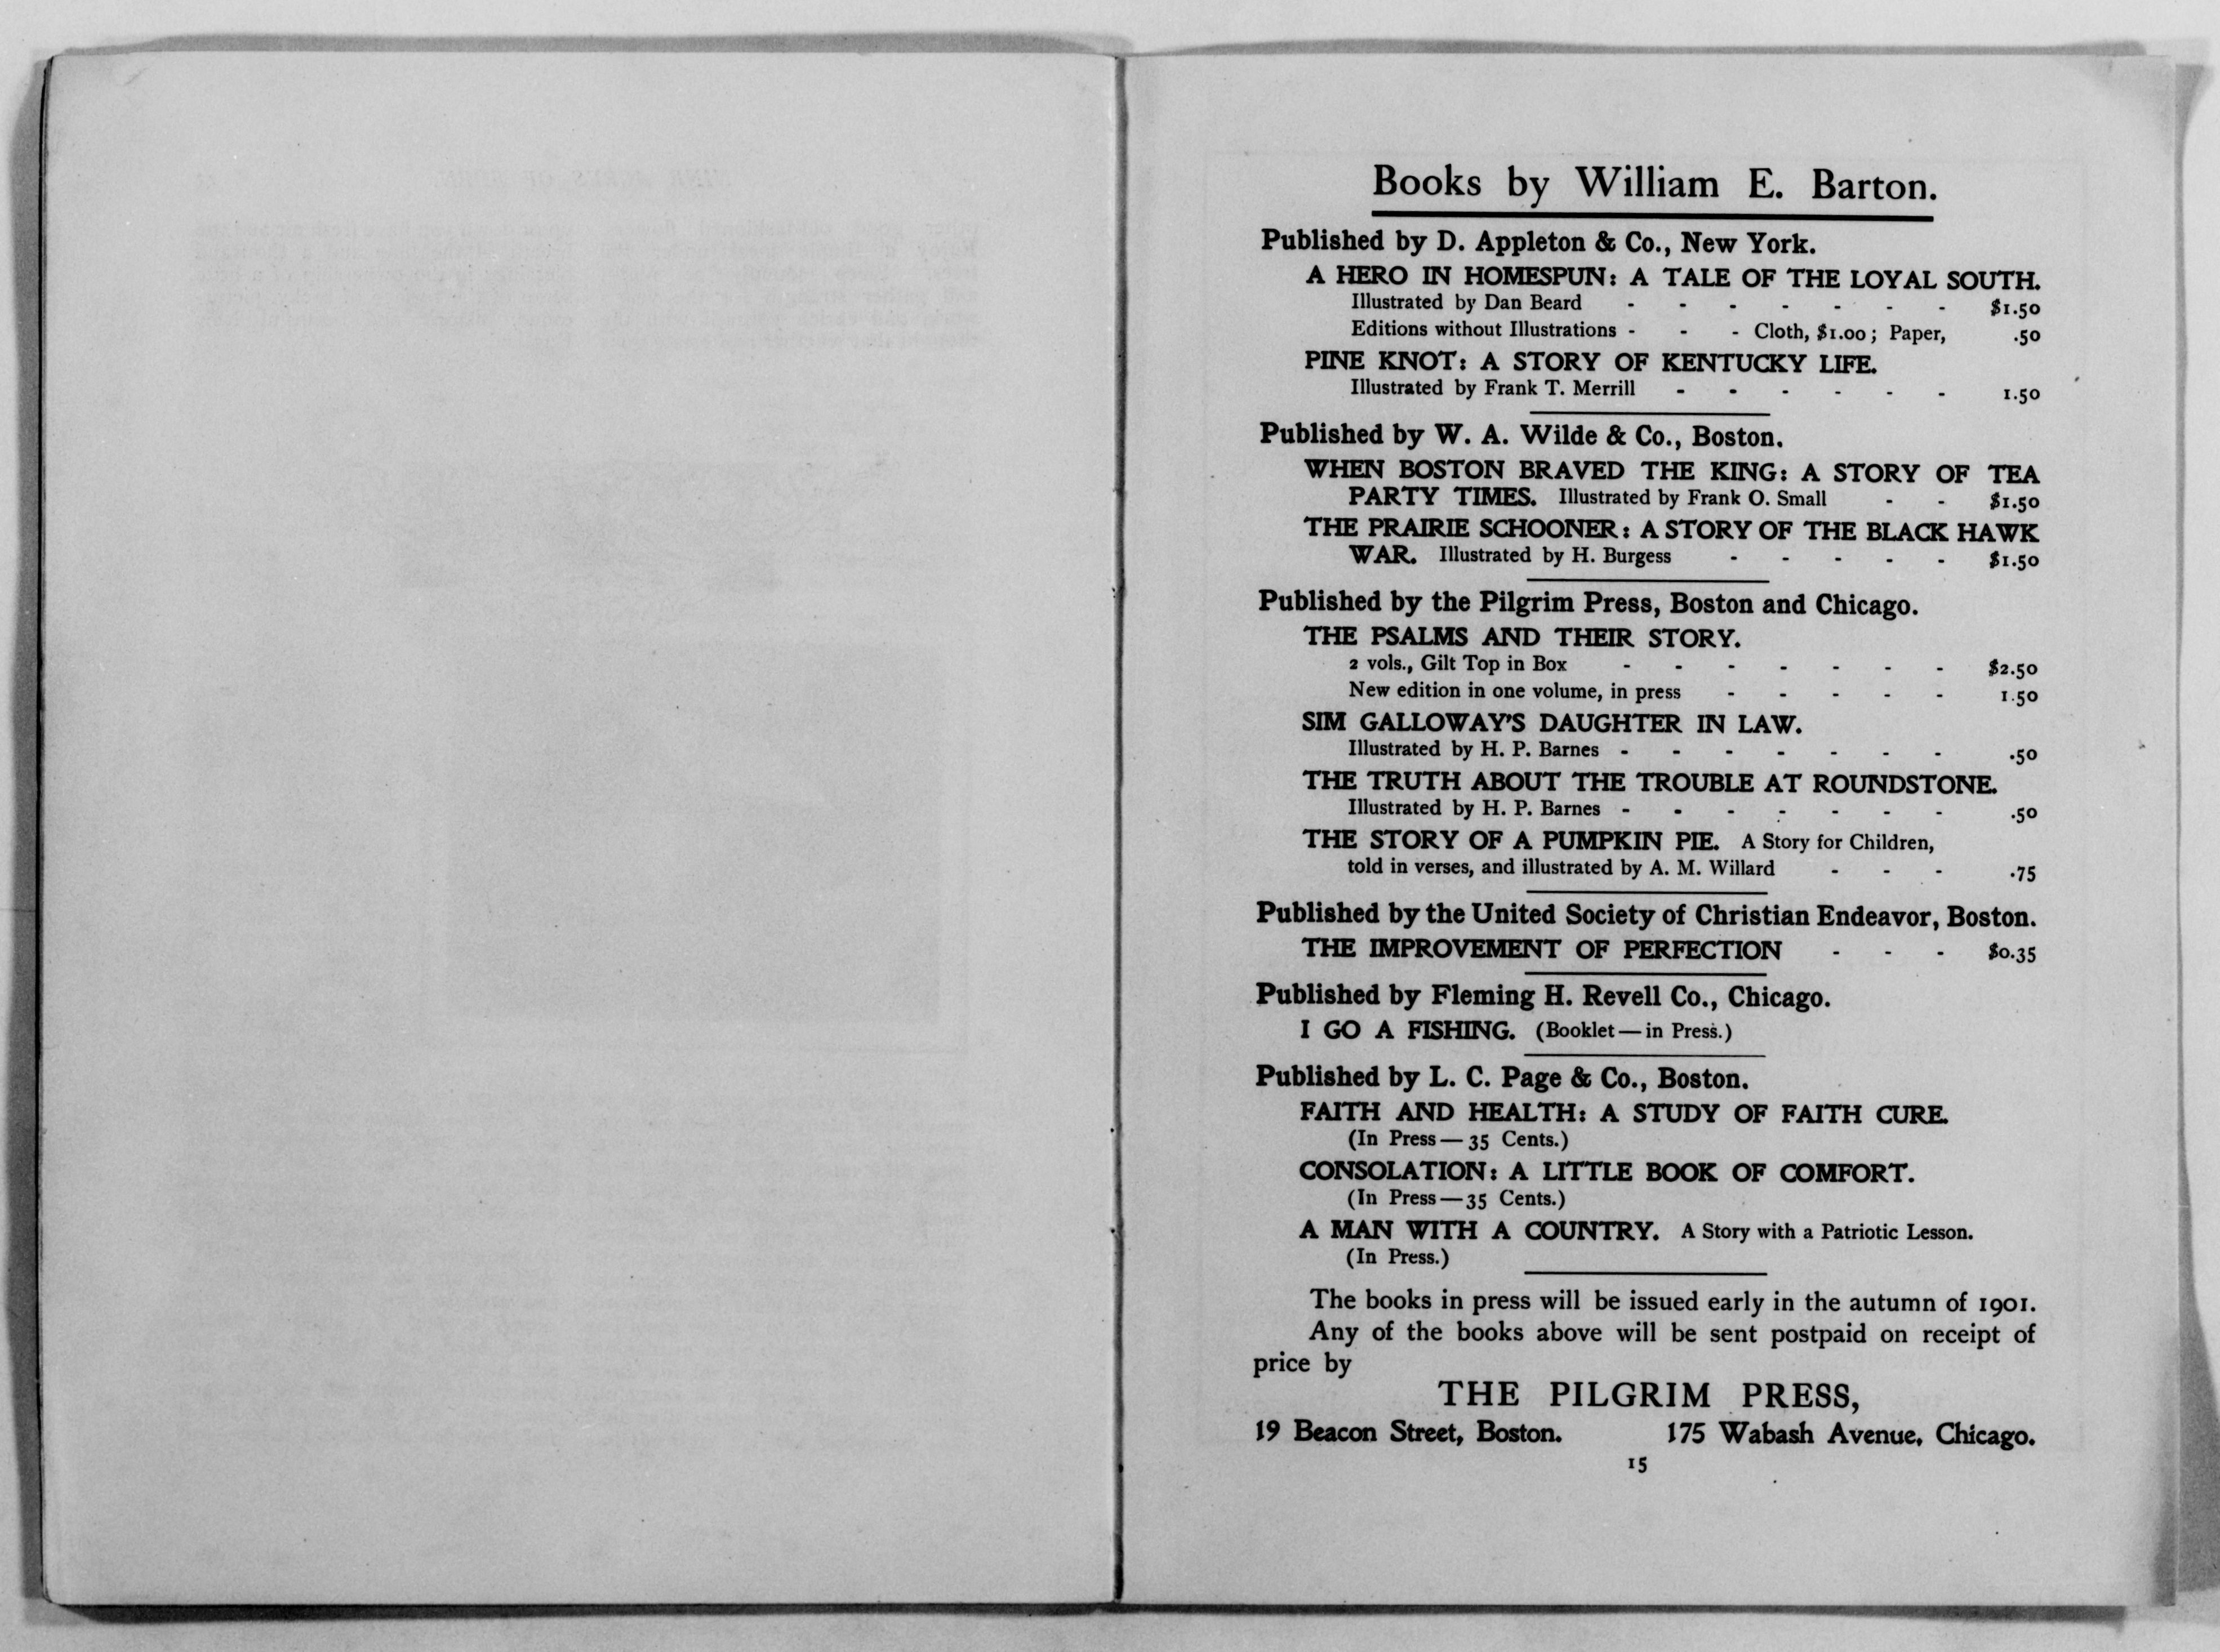 Books by William E. Barton.
Published by D. Appleton & Co., New York.
A HERO IN HOMESPUN: A TALE OF THE LOYAL SOUTH.
Illustrated by Dan Beard - - - - - - - $1.50
Editions without Illustrations - - - Cloth, $1.00; Paper, .50
PINE KNOT: A STORY OF KENTUCKY LIFE.
Illustrated by Frank T. Merrill - - - - - - 1.50
Published by W. A. Wilde & Co., Boston.
WHEN BOSTON BRAVED THE KING: A STORY OF TEA
PARTY TIMES. Illustrated by Frank O. Small - - $1.50
THE PRAIRIE SCHOONER: A STORY OF THE BLACK HAWK
WAR. Illustrated by H. Burgess - - - - - $1.50
Published by the Pilgrim Press, Boston and Chicago.
THE PSALMS AND THEIR STORY.
2 vols., Gilt Top in Box - - - - - - - $2.50
New edition in one volume, in press - - - - - 1.50
SIM GALLOWAY'S DAUGHTER IN LAW.
Illustrated by H. P. Barnes - - - - - - - .50
THE TRUTH ABOUT THE TROUBLE AT ROUNDSTONE.
Illustrated by H. P. Barnes - - - - - - - .50
THE STORY OF A PUMPKIN PIE. A Story for Children,
told in verses, and illustrated by A. M. Willard - - - .75
Published by the United Society of Christian Endeavor, Boston.
THE IMPROVEMENT OF PERFECTION - - - $0.35
Published by Fleming H. Revell Co., Chicago.
I GO A FISHING. (Booklet—in Press.)
Published by L. C. Page & Co., Boston.
FAITH AND HEALTH: A STUDY OF FAITH CURE.
(In Press—35 Cents.)
CONSOLATION: A LITTLE BOOK OF COMFORT.
(In Press—35 Cents.)
A MAN WITH A COUNTRY. A Story with a Patriotic Lesson.
(In Press.)
The books in press will be issued early in the autumn of 1901.
Any of the books above will be sent postpaid on receipt of
price by
THE PILGRIM PRESS,
19 Beacon Street, Boston. 175 Wabash Avenue, Chicago.
15